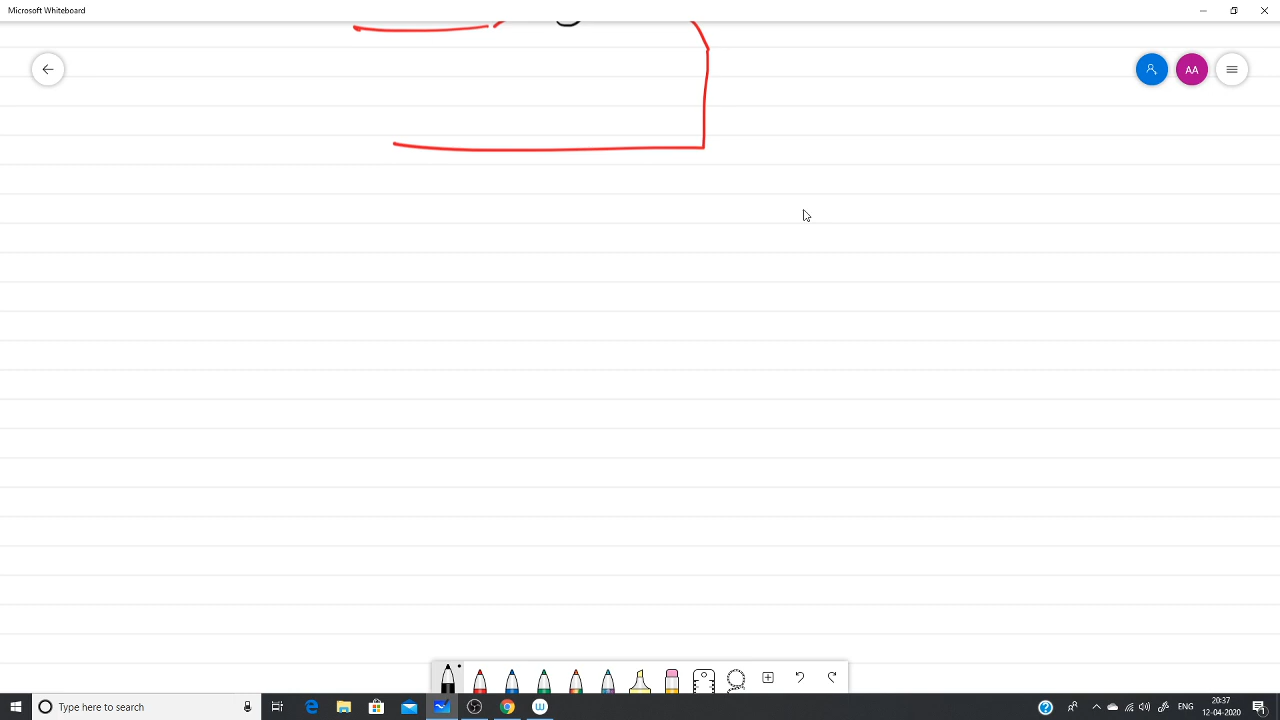 Microsoft Whiteboard
AA
Type here to search
ENG
20:37
12-04-2020